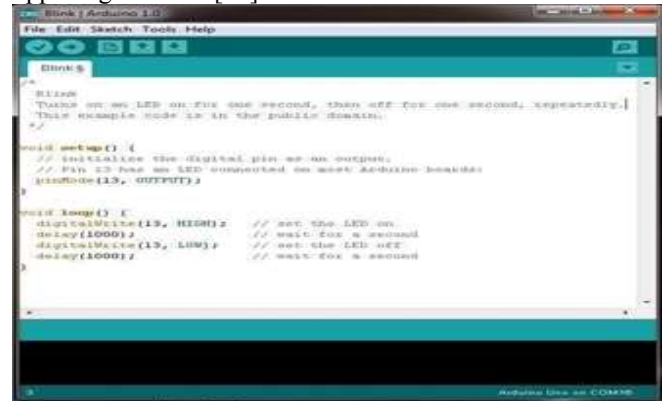 Blink | Arduino 1.0
File Edit Sketch Tools Help
Blink §
/*
Blink
Turns on an LED on for one second, then off for one second, repeatedly.
This example code is in the public domain.
*/
void setup() {
// initialize the digital pin as an output.
// Pin 13 has an LED connected on most Arduino boards:
pinMode(13, OUTPUT);
}
void loop() {
digitalWrite(13, HIGH); // set the LED on
delay(1000); // wait for a second
digitalWrite(13, LOW); // set the LED off
delay(1000); // wait for a second
}
Arduino Uno on